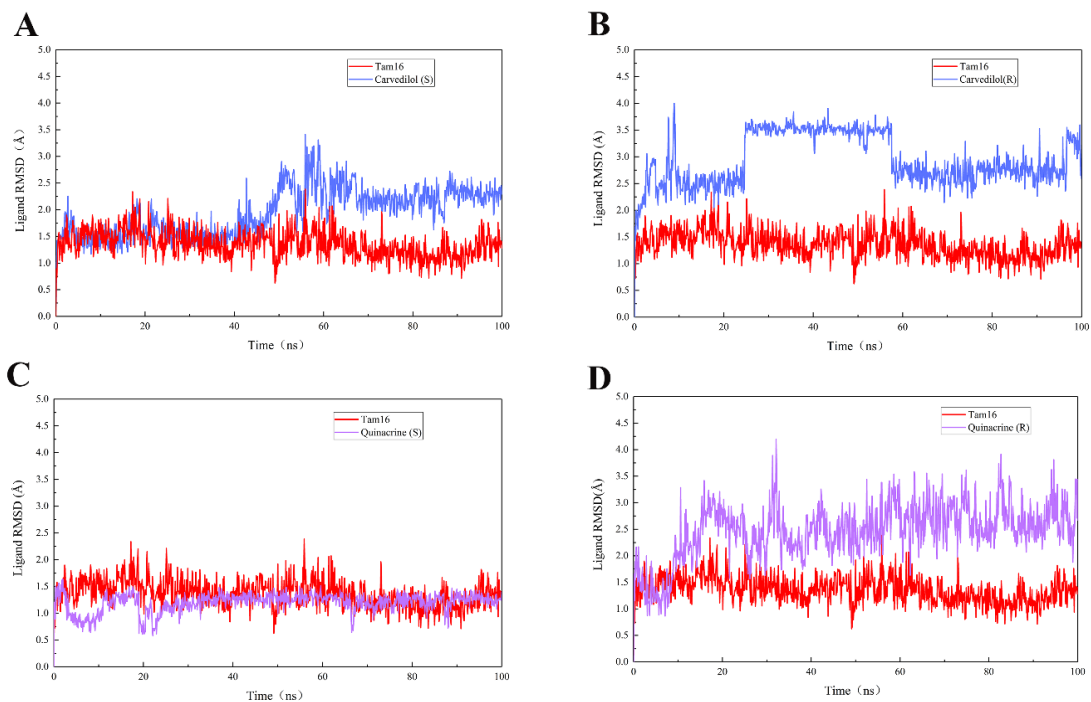 A
5.0
4.5
4.0
3.5
3.0
2.5
2.0
1.5
1.0
0.5
0.0
Ligand RMSD（Å）
Tam16
Carvedilol (S)
0 20 40 60 80 100
Time（ns）
B
5.0
4.5
4.0
3.5
3.0
2.5
2.0
1.5
1.0
0.5
0.0
Ligand RMSD (Å)
Tam16
Carvedilol(R)
0 20 40 60 80 100
Time（ns）
C
5.0
4.5
4.0
3.5
3.0
2.5
2.0
1.5
1.0
0.5
0.0
Ligand RMSD (Å)
Tam16
Quinacrine (S)
0 20 40 60 80 100
Time（ns）
D
5.0
4.5
4.0
3.5
3.0
2.5
2.0
1.5
1.0
0.5
0.0
Ligand RMSD(Å)
Tam16
Quinacrine (R)
0 20 40 60 80 100
Time（ns）